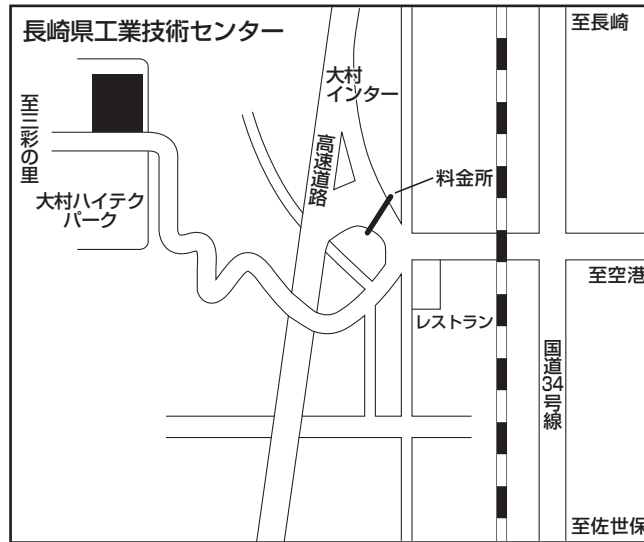 長崎県工業技術センター
至長崎
大村
インター
至三彩の里
高速道路
料金所
大村ハイテク
パーク
至空港
レストラン
国道34号線
至佐世保